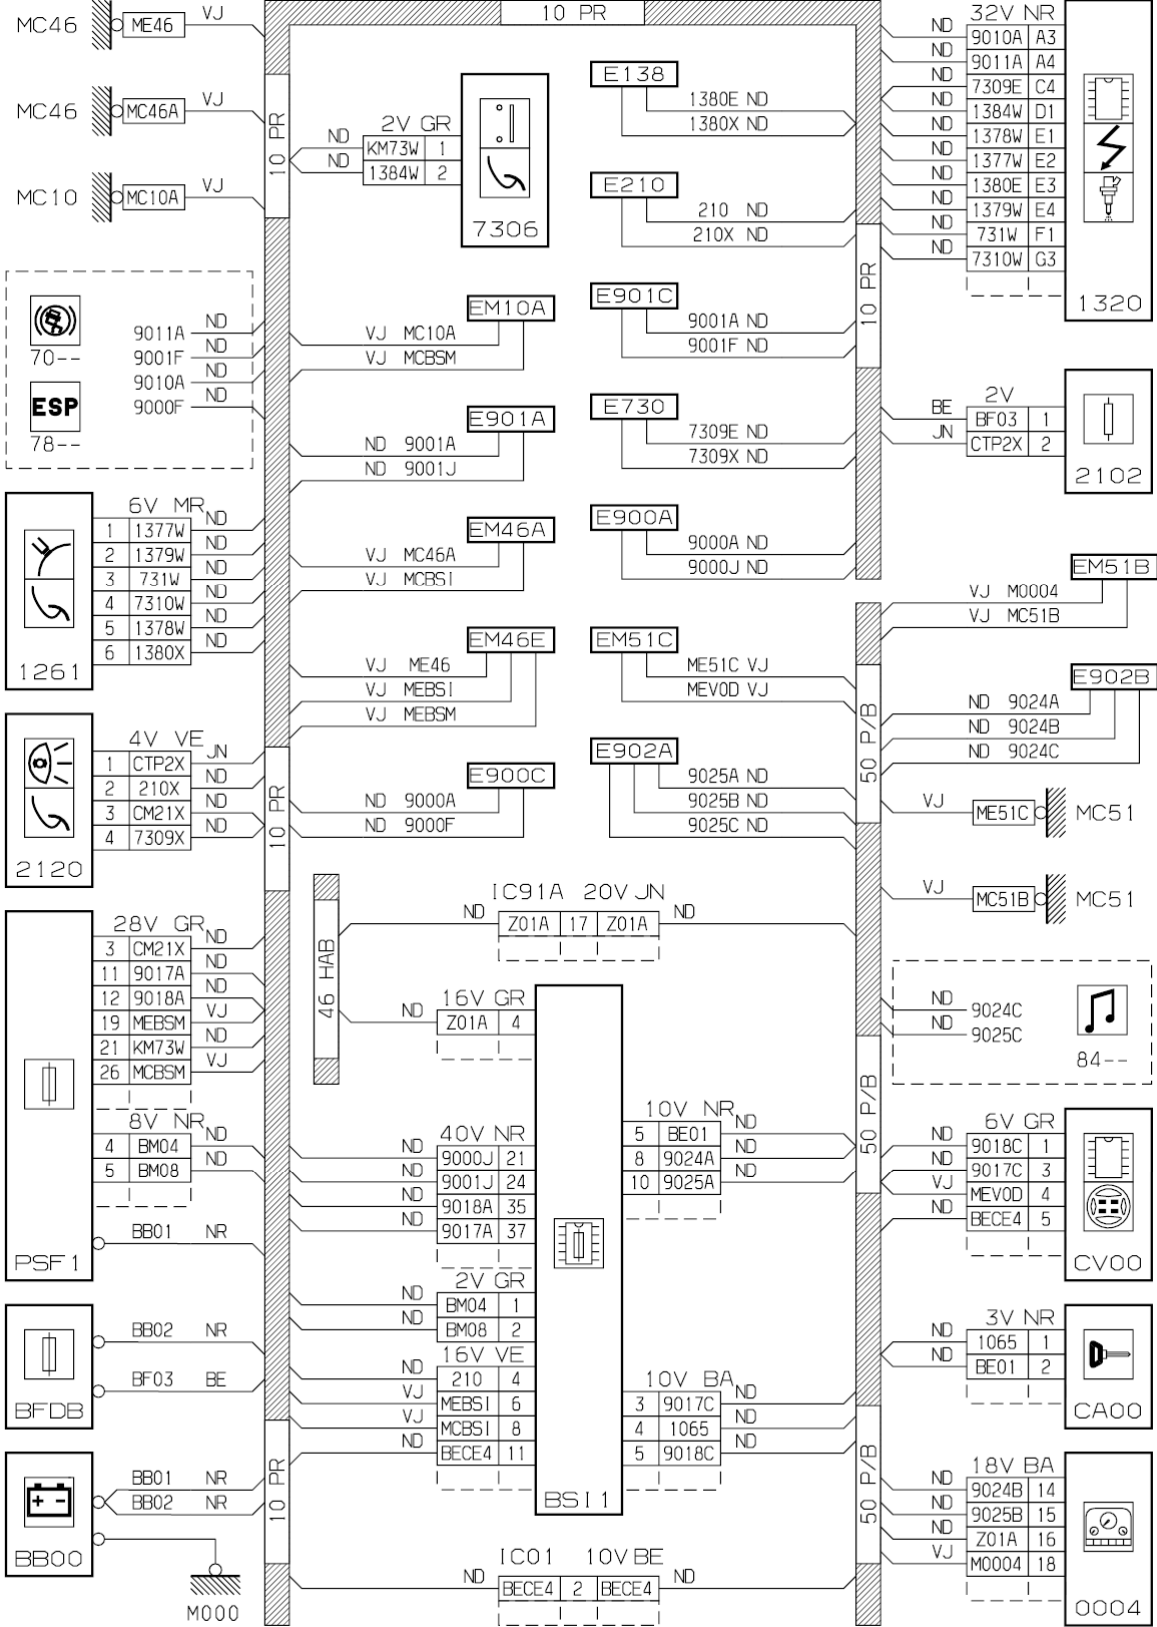 10 PR
MC46 ME46 VJ
MC46 MC46A VJ
MC10 MC10A VJ
10 PR
2V GR
ND KM73W 1
ND 1384W 2
7306
E138
1380E ND
1380X ND
E210
210 ND
210X ND
E901C
9001A ND
9001F ND
E730
7309E ND
7309X ND
E900A
9000A ND
9000J ND
10 PR
32V NR
ND 9010A A3
ND 9011A A4
ND 7309E C4
ND 1384W D1
ND 1378W E1
ND 1377W E2
ND 1380E E3
ND 1379W E4
ND 731W F1
ND 7310W G3
1320
2V
BE BF03 1
JN CTP2X 2
2102
70--
ESP
78--
9011A ND
9001F ND
9010A ND
9000F ND
EM10A
VJ MC10A
VJ MCBSM
E901A
ND 9001A
ND 9001J
EM46A
VJ MC46A
VJ MCBSI
EM46E
VJ ME46
VJ MEBSI
VJ MEBSM
E900C
ND 9000A
ND 9000F
6V MR
1 1377W ND
2 1379W ND
3 731W ND
4 7310W ND
5 1378W ND
6 1380X ND
1261
4V VE
1 CTP2X JN
2 210X ND
3 CM21X ND
4 7309X ND
2120
10 PR
EM51C
ME51C VJ
MEV0D VJ
E902A
9025A ND
9025B ND
9025C ND
EM51B
VJ M0004
VJ MC51B
E902B
ND 9024A
ND 9024B
ND 9024C
50 P/B
VJ ME51C MC51
VJ MC51B MC51
IC91A 20V JN
ND Z01A 17 Z01A ND
46 HAB
16V GR
ND Z01A 4
28V GR
3 CM21X ND
11 9017A ND
12 9018A ND
19 MEBSM VJ
21 KM73W ND
26 MCBSM VJ
8V NR
4 BM04 ND
5 BM08 ND
BB01 NR
PSF1
40V NR
ND 9000J 21
ND 9001J 24
ND 9018A 35
ND 9017A 37
2V GR
ND BM04 1
ND BM08 2
16V VE
ND 210 4
VJ MEBSI 6
VJ MCBSI 8
ND BECE4 11
BSI1
10V NR
5 BE01 ND
8 9024A ND
10 9025A ND
10V BA
3 9017C ND
4 1065 ND
5 9018C ND
50 P/B
ND 9024C
ND 9025C
84--
6V GR
ND 9018C 1
ND 9017C 3
VJ MEV0D 4
ND BECE4 5
CV00
3V NR
ND 1065 1
ND BE01 2
CA00
50 P/B
18V BA
ND 9024B 14
ND 9025B 15
ND Z01A 16
VJ M0004 18
0004
BB02 NR
BF03 BE
BFDB
BB01 NR
BB02 NR
BB00
M000
10 PR
IC01 10V BE
ND BECE4 2 BECE4 ND